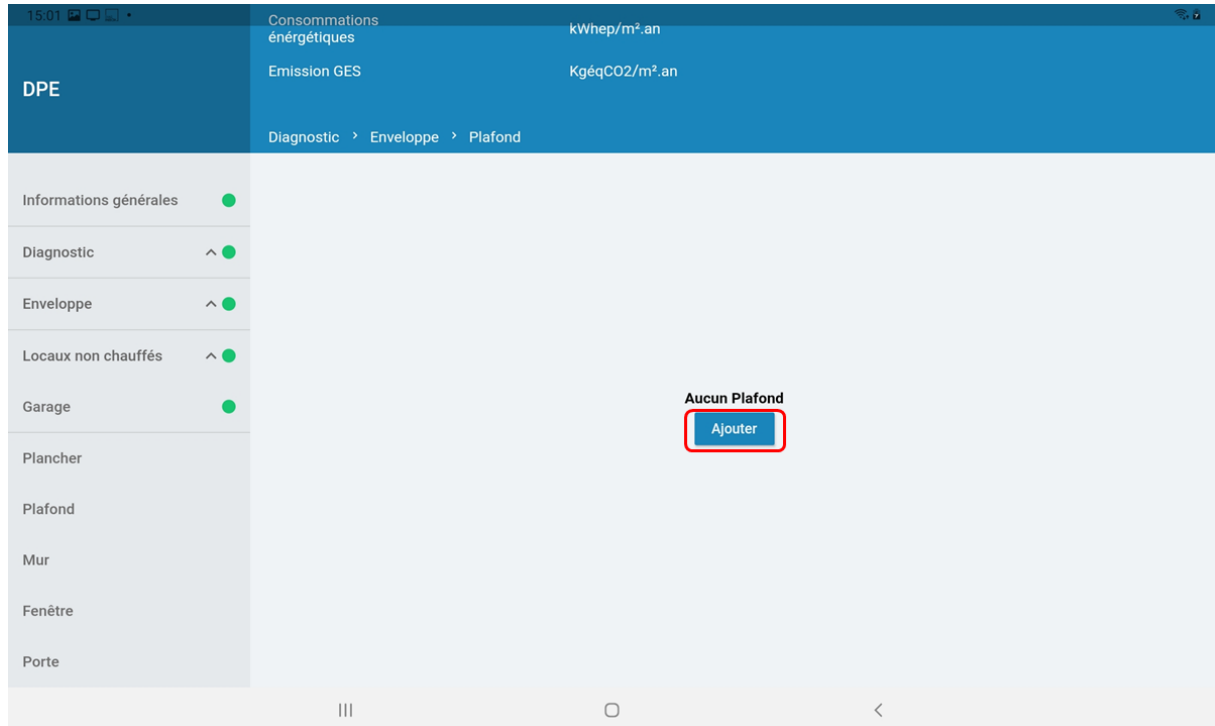 15:01
Consommations
énérgétiques
kWhep/m².an
Emission GES
KgéqCO2/m².an
DPE
Diagnostic > Enveloppe > Plafond
Informations générales
Diagnostic
Enveloppe
Locaux non chauffés
Garage
Plancher
Plafond
Mur
Fenêtre
Porte
Aucun Plafond
Ajouter